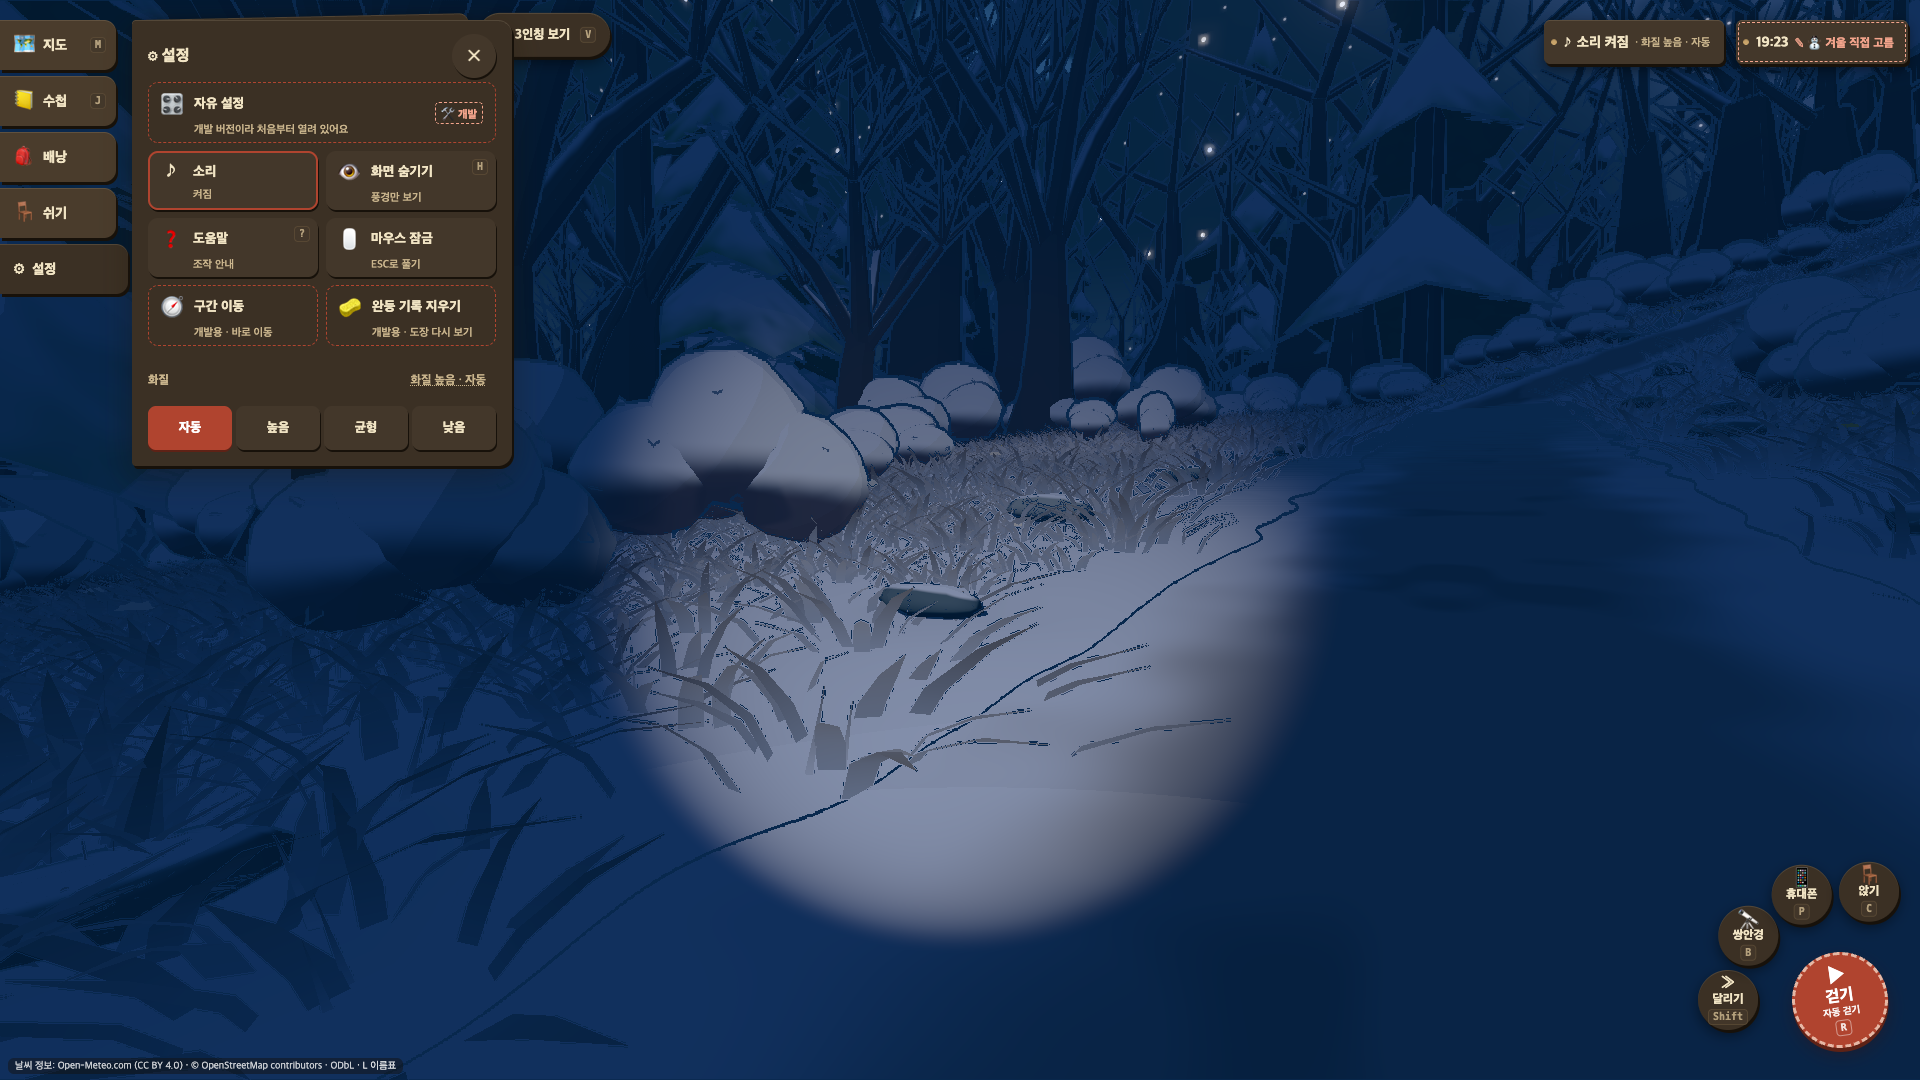 지도 M
수첩 J
배낭
쉬기
⚙ 설정
⚙ 설정
✕
자유 설정
개발 버전이라 처음부터 열려 있어요
🛠 개발
♪ 소리
켜짐
화면 숨기기 H
풍경만 보기
❓ 도움말 ?
조작 안내
마우스 잠금
ESC로 풀기
구간 이동
개발용 · 바로 이동
완등 기록 지우기
개발용 · 도장 다시 보기
화질
화질 높음 · 자동
자동
높음
균형
낮음
3인칭 보기 V
♪ 소리 켜짐 · 화질 높음 · 자동
19:23 ✎ ⛄ 겨울 직접 고름
휴대폰
P
앉기
C
쌍안경
B
달리기
Shift
걷기
자동 걷기
R
날씨 정보: Open-Meteo.com (CC BY 4.0) · © OpenStreetMap contributors · ODbL · L 이름표